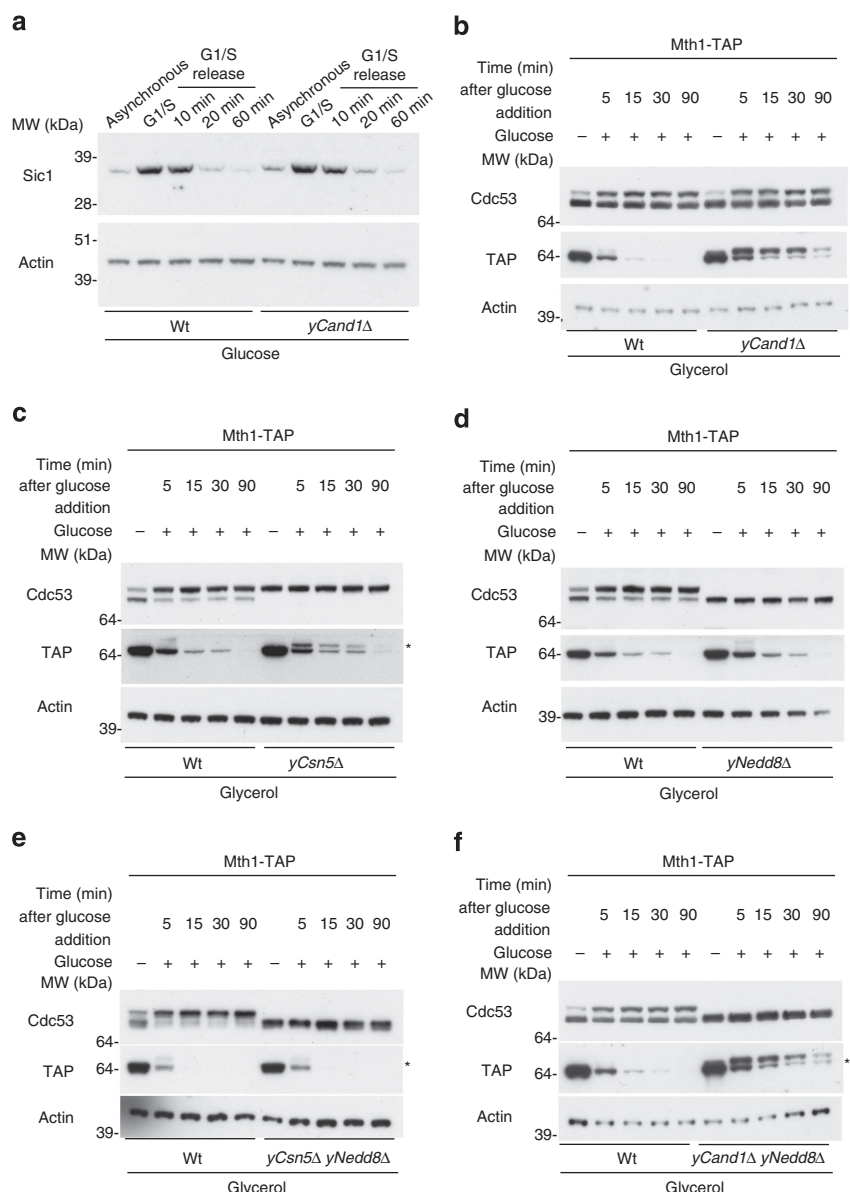 a
Asynchronous G1/S G1/S release 10 min 20 min 60 min Asynchronous G1/S G1/S release 10 min 20 min 60 min
MW (kDa)
39-
Sic1
28-
51-
Actin
39-
Wt yCand1Δ
Glucose
b
Mth1-TAP
Time (min)
after glucose
addition
5 15 30 90 5 15 30 90
Glucose – + + + + – + + + +
MW (kDa)
Cdc53
64-
TAP 64-
Actin
39-
Wt yCand1Δ
Glycerol
c
Mth1-TAP
Time (min)
after glucose 5 15 30 90 5 15 30 90
addition
Glucose – + + + + – + + + +
MW (kDa)
Cdc53
64-
TAP 64- *
Actin
39-
Wt yCsn5Δ
Glycerol
d
Mth1-TAP
Time (min)
after glucose 5 15 30 90 5 15 30 90
addition
Glucose – + + + + – + + + +
MW (kDa)
Cdc53
64-
TAP 64-
Actin 39-
Wt yNedd8Δ
Glycerol
e
Mth1-TAP
Time (min)
after glucose 5 15 30 90 5 15 30 90
addition
Glucose – + + + + – + + + +
MW (kDa)
Cdc53
64-
TAP 64- *
Actin
39-
Wt yCsn5Δ yNedd8Δ
Glycerol
f
Mth1-TAP
Time (min)
after glucose 5 15 30 90 5 15 30 90
addition
Glucose – + + + + – + + + +
MW (kDa)
Cdc53
64-
TAP 64- *
Actin
39-
Wt yCand1Δ yNedd8Δ
Glycerol